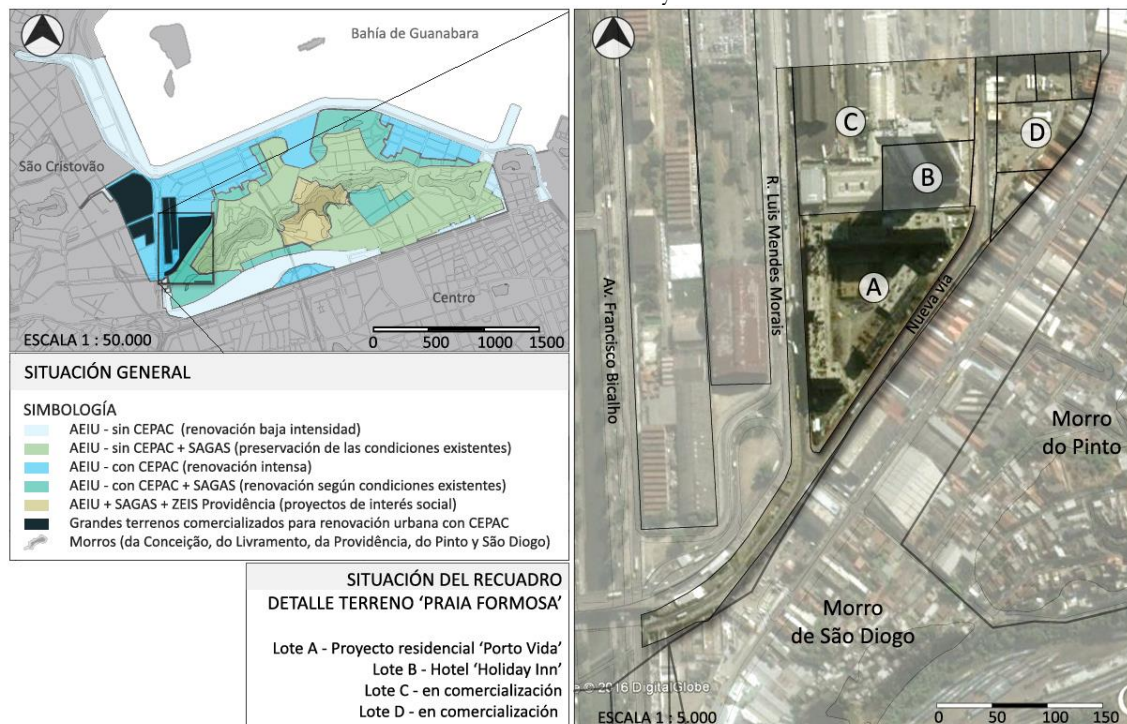 y
Bahía de Guanabara
São Cristovão
Centro
ESCALA 1 : 50.000
0 500 1000 1500
SITUACIÓN GENERAL
SIMBOLOGÍA
AEIU - sin CEPAC (renovación baja intensidad)
AEIU - sin CEPAC + SAGAS (preservación de las condiciones existentes)
AEIU - con CEPAC (renovación intensa)
AEIU - con CEPAC + SAGAS (renovación según condiciones existentes)
AEIU + SAGAS + ZEIS Providência (proyectos de interés social)
Grandes terrenos comercializados para renovación urbana con CEPAC
Morros (da Conceição, do Livramento, da Providência, do Pinto y São Diogo)
SITUACIÓN DEL RECUADRO
DETALLE TERRENO ‘PRAIA FORMOSA’
Lote A - Proyecto residencial ‘Porto Vida’
Lote B - Hotel ‘Holiday Inn’
Lote C - en comercialización
Lote D - en comercialización
C
D
B
A
R. Luis Mendes Morais
Av. Francisco Bicalho
Nueva Vía
Morro
do Pinto
Morro
de São Diogo
© 2016 DigitalGlobe
ESCALA 1 : 5.000
0 50 100 150